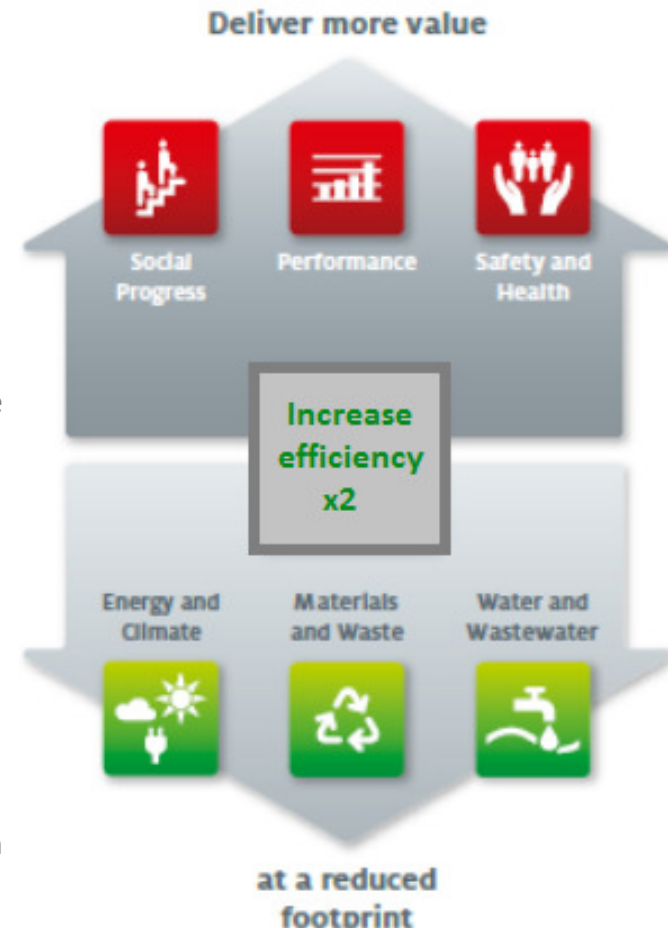 Deliver more value
Social
Progress
Performance
Safety and
Health
Increase
efficiency
x2
Energy and
Climate
Materials
and Waste
Water and
Wastewater
at a reduced
footprint